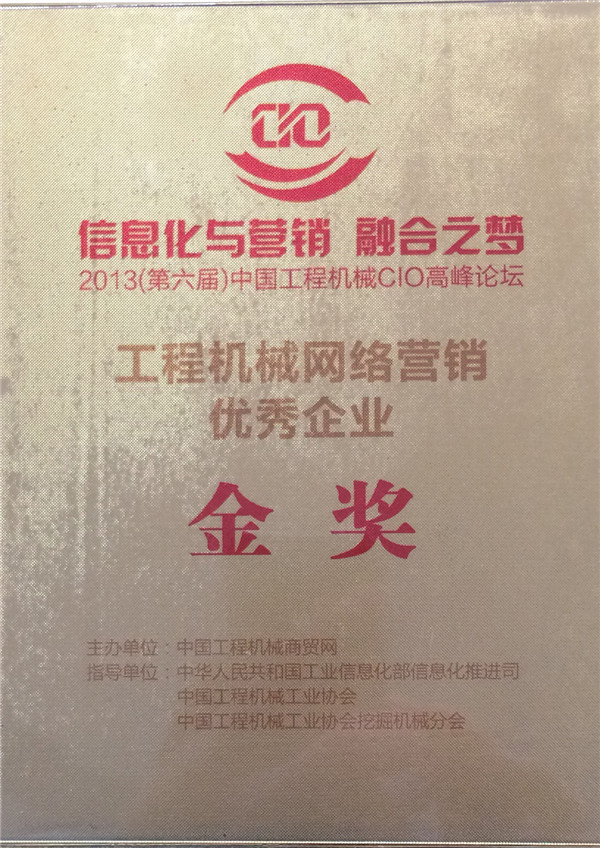 CIO
信息化与营销 融合之梦
2013(第六届)中国工程机械CIO高峰论坛
工程机械网络营销
优秀企业
金 奖
主办单位：中国工程机械商贸网
指导单位：中华人民共和国工业信息化部信息化推进司
中国工程机械工业协会
中国工程机械工业协会挖掘机械分会